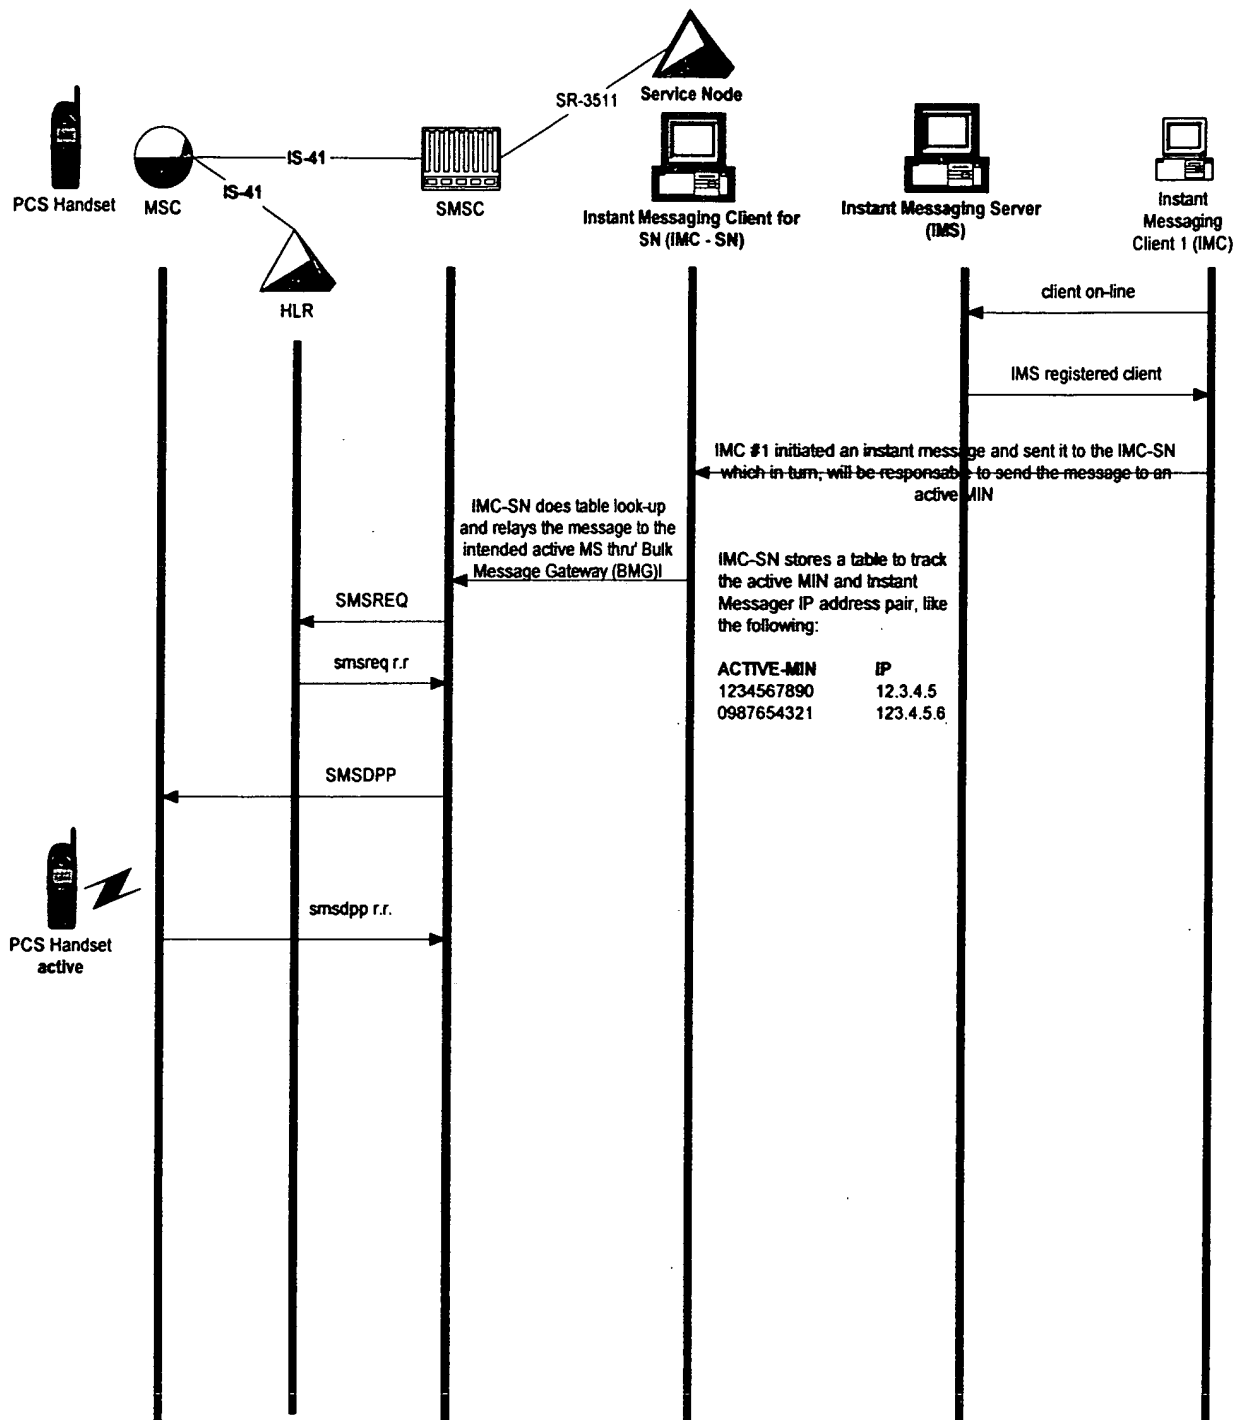 SR-3511
Service Node
IS-41
IS-41
PCS Handset
MSC
SMSC
HLR
Instant Messaging Client for
SN (IMC - SN)
Instant Messaging Server
(IMS)
Instant
Messaging
Client 1 (IMC)
client on-line
IMS registered client
IMC #1 initiated an instant message and sent it to the IMC-SN
which in turn, will be responsable to send the message to an
active MIN
IMC-SN does table look-up
and relays the message to the
intended active MS thru' Bulk
Message Gateway (BMG)l
IMC-SN stores a table to track
the active MIN and Instant
Messager IP address pair, like
the following:
ACTIVE-MIN IP
1234567890 12.3.4.5
0987654321 123.4.5.6
SMSREQ
smsreq r.r
SMSDPP
smsdpp r.r.
PCS Handset
active